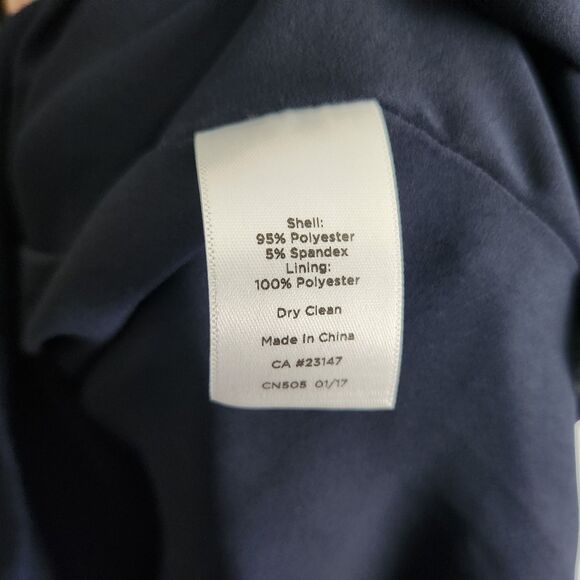 Shell:
95% Polyester
5% Spandex
Lining:
100% Polyester
Dry Clean
Made in China
CA #23147
CN505 01/17